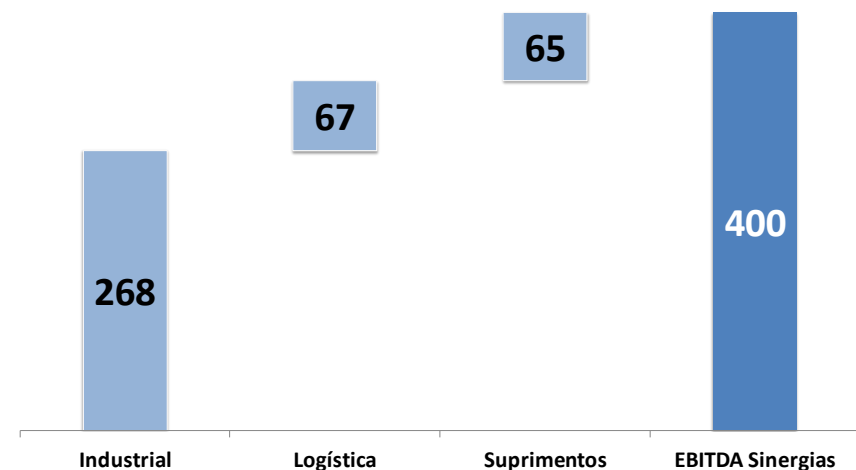 65
67
400
268
Industrial
Logística
Suprimentos
EBITDA Sinergias